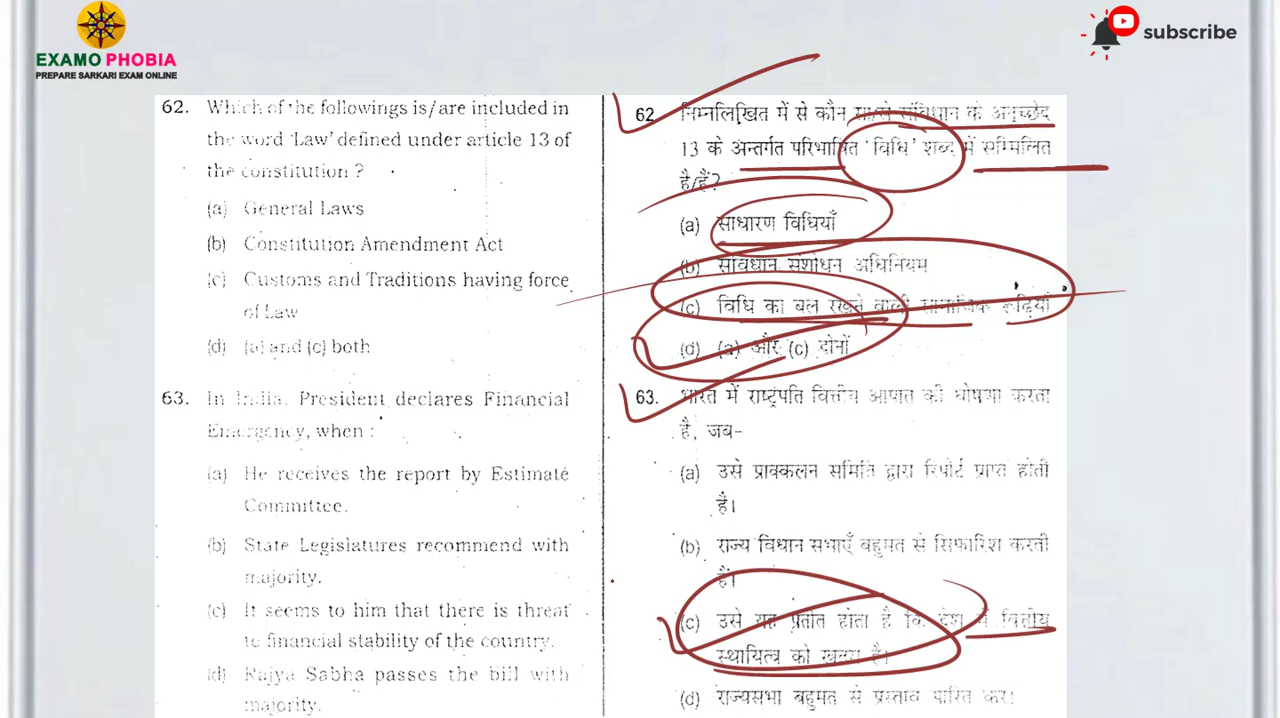 EXAMO PHOBIA
PREPARE SARKARI EXAM ONLINE
subscribe
62. Which of the followings is/are included in
the word 'Law' defined under article 13 of
the constitution ?
(a) General Laws
(b) Constitution Amendment Act
(c) Customs and Traditions having force
of Law
(d) (a) and (c) both
63. In India, President declares Financial
Emergency, when :
(a) He receives the report by Estimate
Committee.
(b) State Legislatures recommend with
majority.
(c) It seems to him that there is threat
to financial stability of the country.
(d) Rajya Sabha passes the bill with
majority.
62. निम्नलिखित में से कौन सा/से संविधान के अनुच्छेद
13 के अन्तर्गत परिभाषित 'विधि' शब्द में सम्मिलित
है/हैं?
(a) साधारण विधियाँ
(b) संविधान संशोधन अधिनियम
(c) विधि का बल रखने वाली सामाजिक रूढ़ियाँ
(d) (a) और (c) दोनों
63. भारत में राष्ट्रपति वित्तीय आपात की घोषणा करता
है, जब-
(a) उसे प्राक्कलन समिति द्वारा रिपोर्ट प्राप्त होती
है।
(b) राज्य विधान सभाएँ बहुमत से सिफारिश करती
हैं।
(c) उसे यह प्रतीत होता है कि देश में वित्तीय
स्थायित्व को खतरा है।
(d) राज्यसभा बहुमत से प्रस्ताव पारित कर।